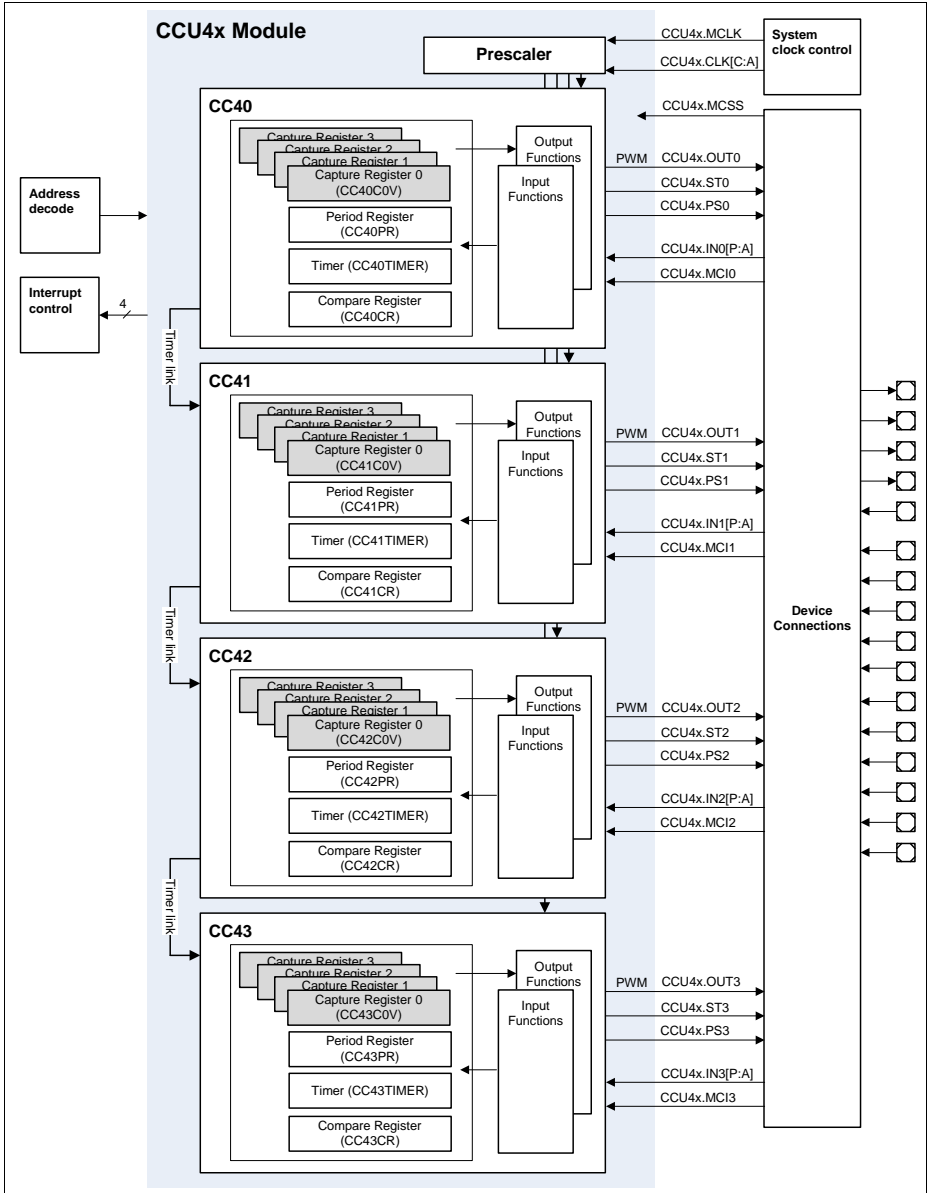 CCU4x Module
Prescaler
CCU4x.MCLK
CCU4x.CLK[C:A]
System
clock control
CCU4x.MCSS
Address
decode
Interrupt
control
4
CC40
Capture Register 3
Capture Register 2
Capture Register 1
Capture Register 0
(CC40C0V)
Period Register
(CC40PR)
Timer (CC40TIMER)
Compare Register
(CC40CR)
Output
Functions
Input
Functions
PWM
CCU4x.OUT0
CCU4x.ST0
CCU4x.PS0
CCU4x.IN0[P:A]
CCU4x.MCI0
Timer link
CC41
Capture Register 3
Capture Register 2
Capture Register 1
Capture Register 0
(CC41C0V)
Period Register
(CC41PR)
Timer (CC41TIMER)
Compare Register
(CC41CR)
Output
Functions
Input
Functions
PWM
CCU4x.OUT1
CCU4x.ST1
CCU4x.PS1
CCU4x.IN1[P:A]
CCU4x.MCI1
Device
Connections
Timer link
CC42
Capture Register 3
Capture Register 2
Capture Register 1
Capture Register 0
(CC42C0V)
Period Register
(CC42PR)
Timer (CC42TIMER)
Compare Register
(CC42CR)
Output
Functions
Input
Functions
PWM
CCU4x.OUT2
CCU4x.ST2
CCU4x.PS2
CCU4x.IN2[P:A]
CCU4x.MCI2
Timer link
CC43
Capture Register 3
Capture Register 2
Capture Register 1
Capture Register 0
(CC43C0V)
Period Register
(CC43PR)
Timer (CC43TIMER)
Compare Register
(CC43CR)
Output
Functions
Input
Functions
PWM
CCU4x.OUT3
CCU4x.ST3
CCU4x.PS3
CCU4x.IN3[P:A]
CCU4x.MCI3